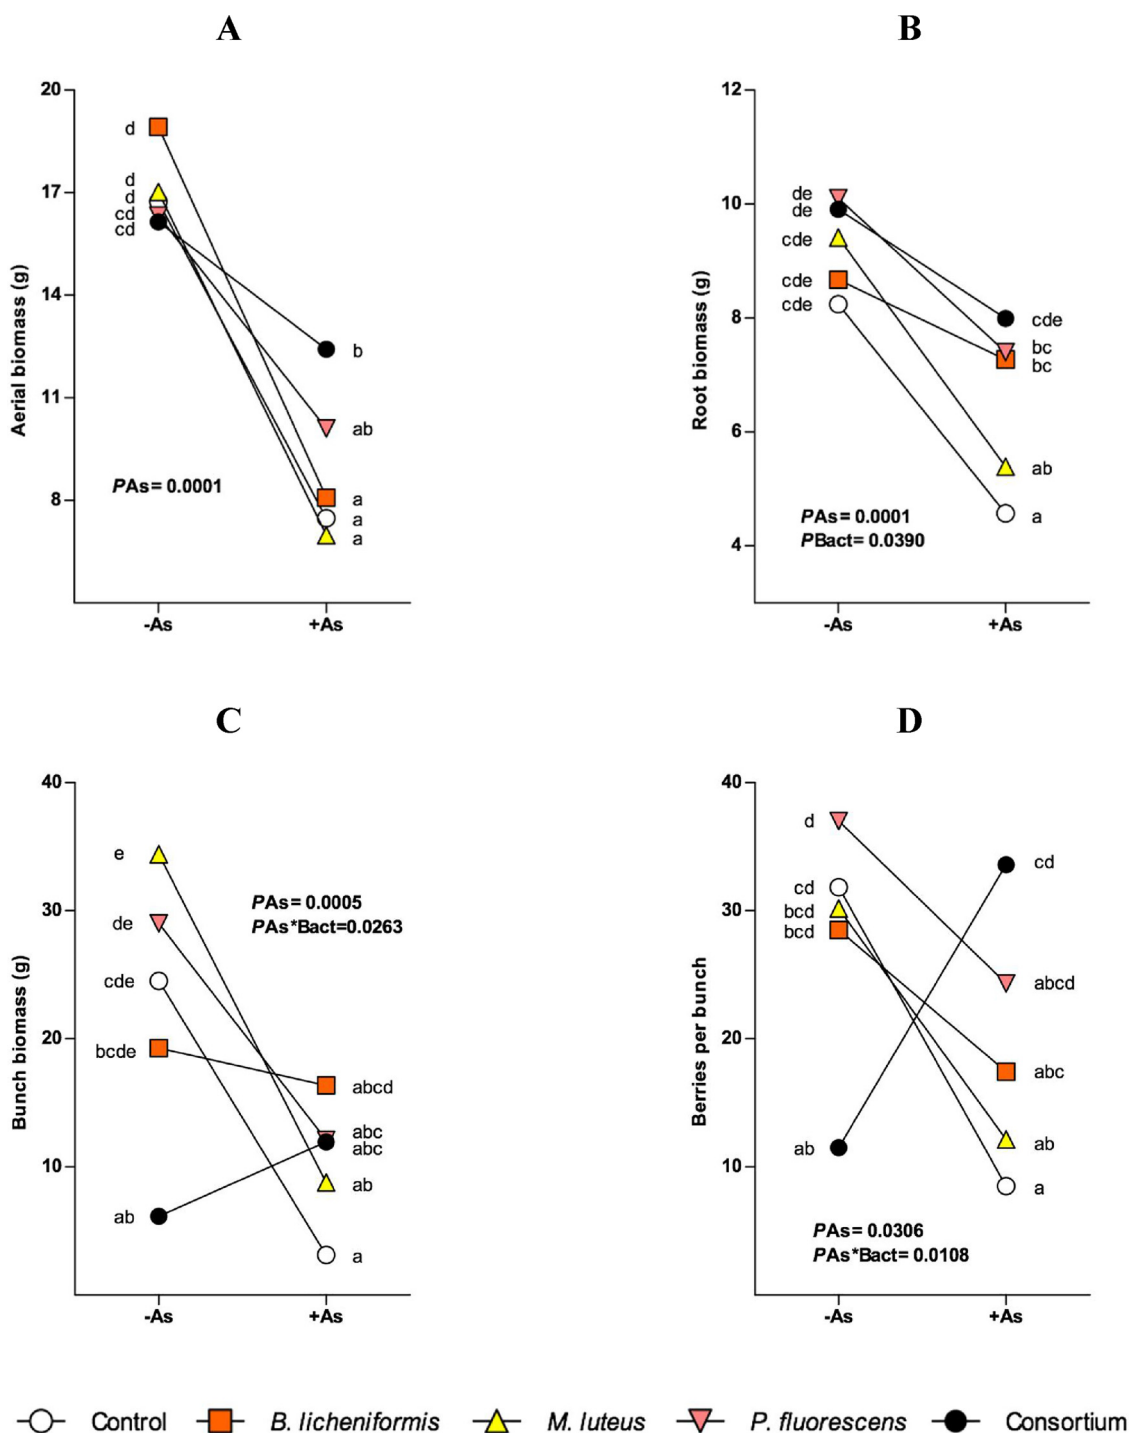 A
B
20
17
14
11
8
Aerial biomass (g)
d
d
d
cd
cd
b
ab
a
a
a
PAs= 0.0001
-As
+As
12
10
8
6
4
Root biomass (g)
de
de
cde
cde
cde
cde
bc
bc
ab
a
PAs= 0.0001
PBact= 0.0390
-As
+As
C
D
40
30
20
10
Bunch biomass (g)
e
de
cde
bcde
ab
abcd
abc
abc
ab
a
PAs= 0.0005
PAs*Bact=0.0263
-As
+As
40
30
20
10
Berries per bunch
d
cd
bcd
bcd
ab
cd
abcd
abc
ab
a
PAs= 0.0306
PAs*Bact= 0.0108
-As
+As
Control B. licheniformis M. luteus P. fluorescens Consortium